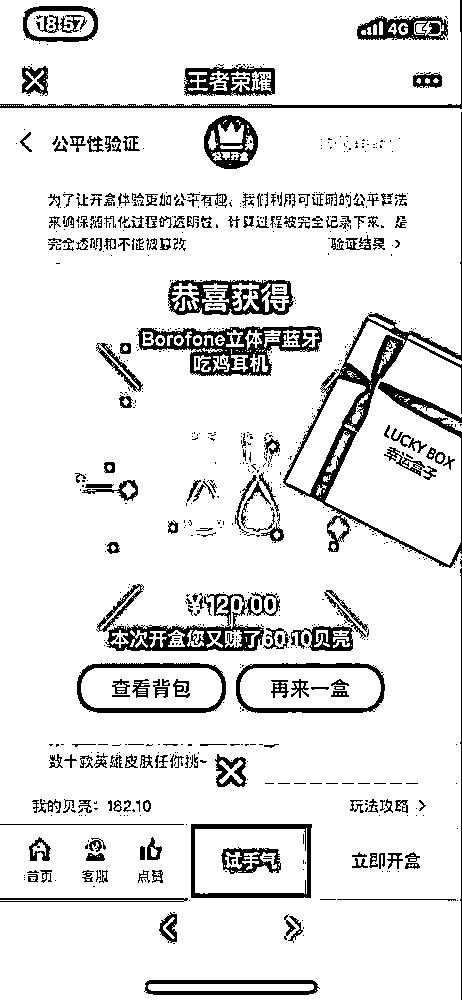 18:57
4G
王者荣耀
公平性验证
公平开盒
为了让开盒体验更加公平有趣，我们利用可证明的公平算法
来确保随机化过程的透明性，计算过程被完全记录下来，是
完全透明和不能被篡改
验证结果 >
恭喜获得
Borofone立体声蓝牙
吃鸡耳机
LUCKY BOX
幸运盒子
¥120.00
本次开盒您又赚了60.10贝壳
查看背包
再来一盒
数十款英雄皮肤任你挑~
我的贝壳：182.10
玩法攻略 >
首页
客服
点赞
试手气
立即开盒